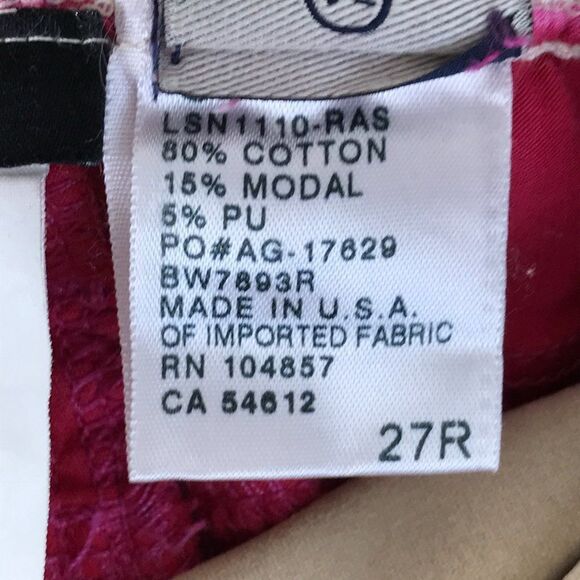 LSN1110-RAS
80% COTTON
15% MODAL
5% PU
PO#AG-17629
BW7893R
MADE IN U.S.A.
OF IMPORTED FABRIC
RN 104857
CA 54612
27R